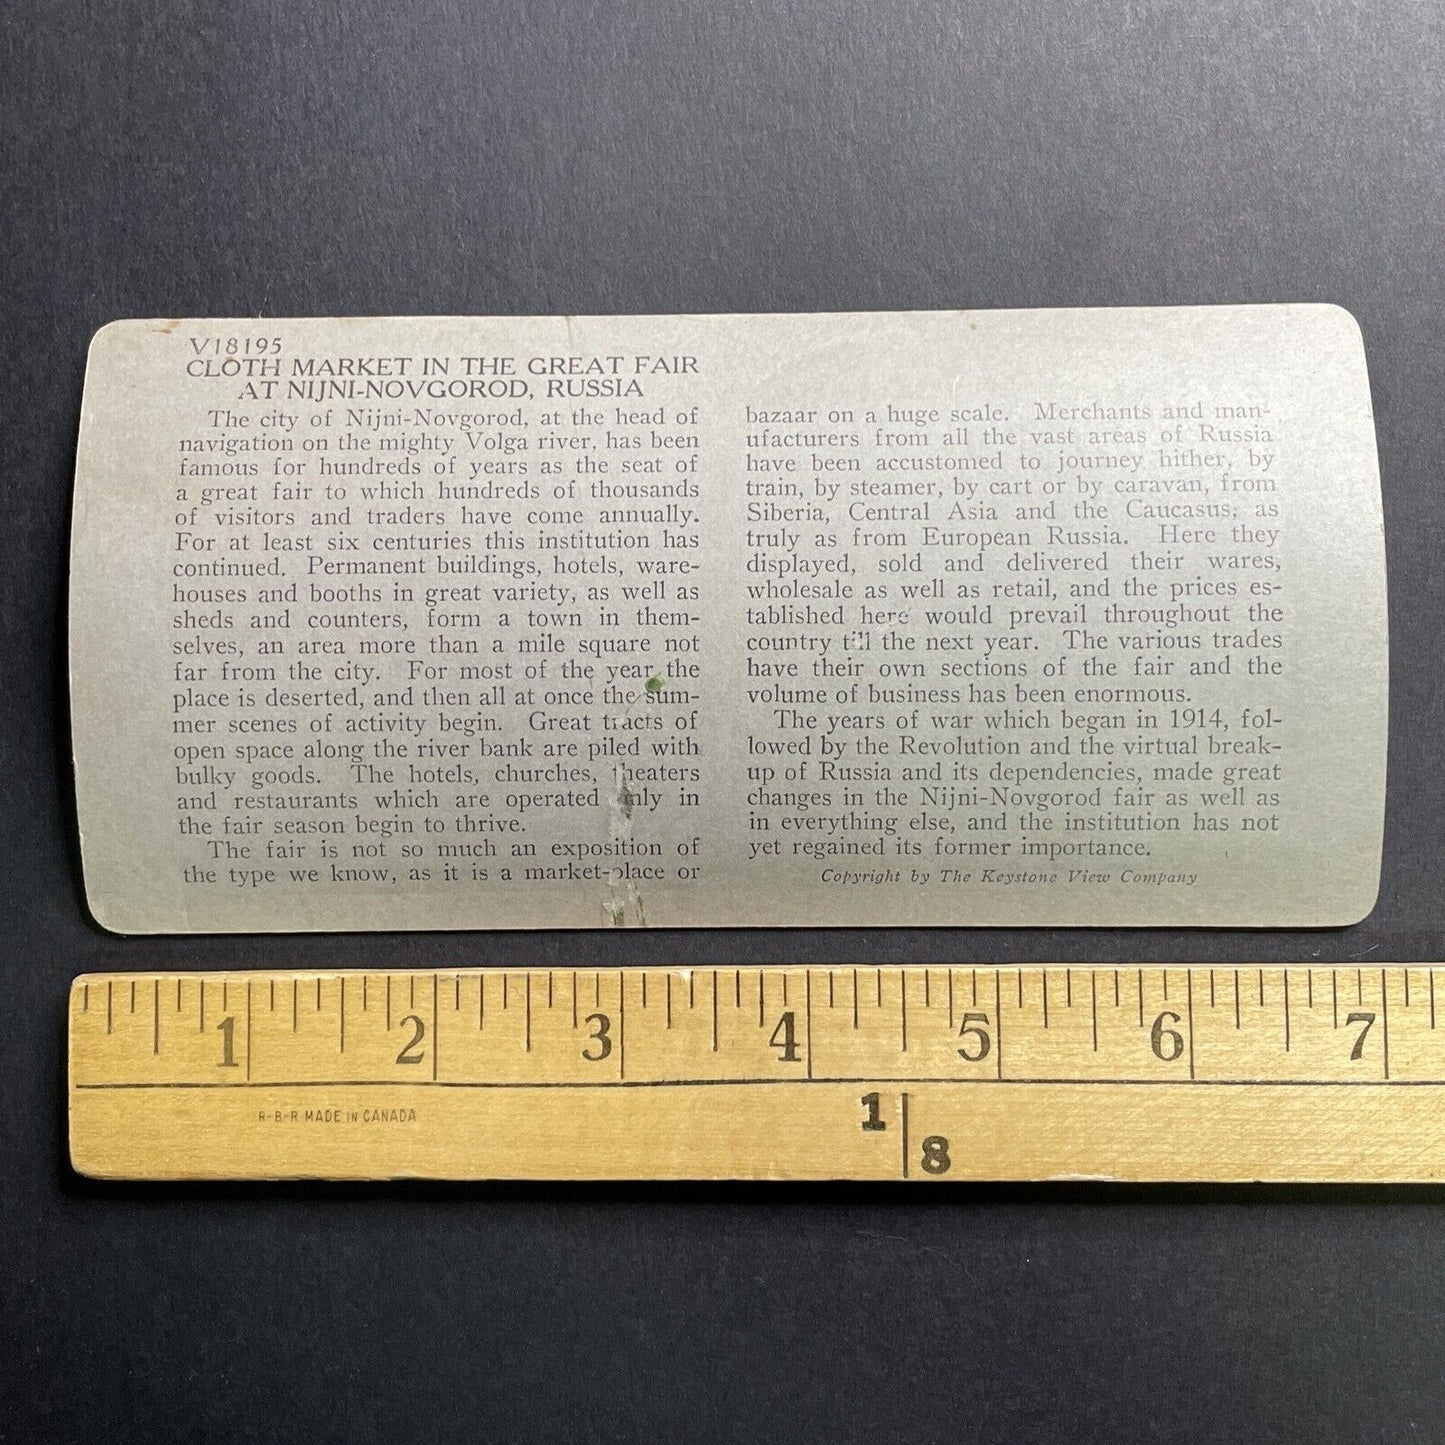 V18195
CLOTH MARKET IN THE GREAT FAIR
AT NIJNI-NOVGOROD, RUSSIA
The city of Nijni-Novgorod, at the head of
navigation on the mighty Volga river, has been
famous for hundreds of years as the seat of
a great fair to which hundreds of thousands
of visitors and traders have come annually.
For at least six centuries this institution has
continued. Permanent buildings, hotels, ware-
houses and booths in great variety, as well as
sheds and counters, form a town in them-
selves, an area more than a mile square not
far from the city. For most of the year the
place is deserted, and then all at once the sum-
mer scenes of activity begin. Great tracts of
open space along the river bank are piled with
bulky goods. The hotels, churches, theaters
and restaurants which are operated only in
the fair season begin to thrive.
The fair is not so much an exposition of
the type we know, as it is a market-place or
bazaar on a huge scale. Merchants and man-
ufacturers from all the vast areas of Russia
have been accustomed to journey hither, by
train, by steamer, by cart or by caravan, from
Siberia, Central Asia and the Caucasus, as
truly as from European Russia. Here they
displayed, sold and delivered their wares,
wholesale as well as retail, and the prices es-
tablished here would prevail throughout the
country till the next year. The various trades
have their own sections of the fair and the
volume of business has been enormous.
The years of war which began in 1914, fol-
lowed by the Revolution and the virtual break-
up of Russia and its dependencies, made great
changes in the Nijni-Novgorod fair as well as
in everything else, and the institution has not
yet regained its former importance.
Copyright by The Keystone View Company
1 2 3 4 5 6 7
R-B-R MADE IN CANADA
1 8